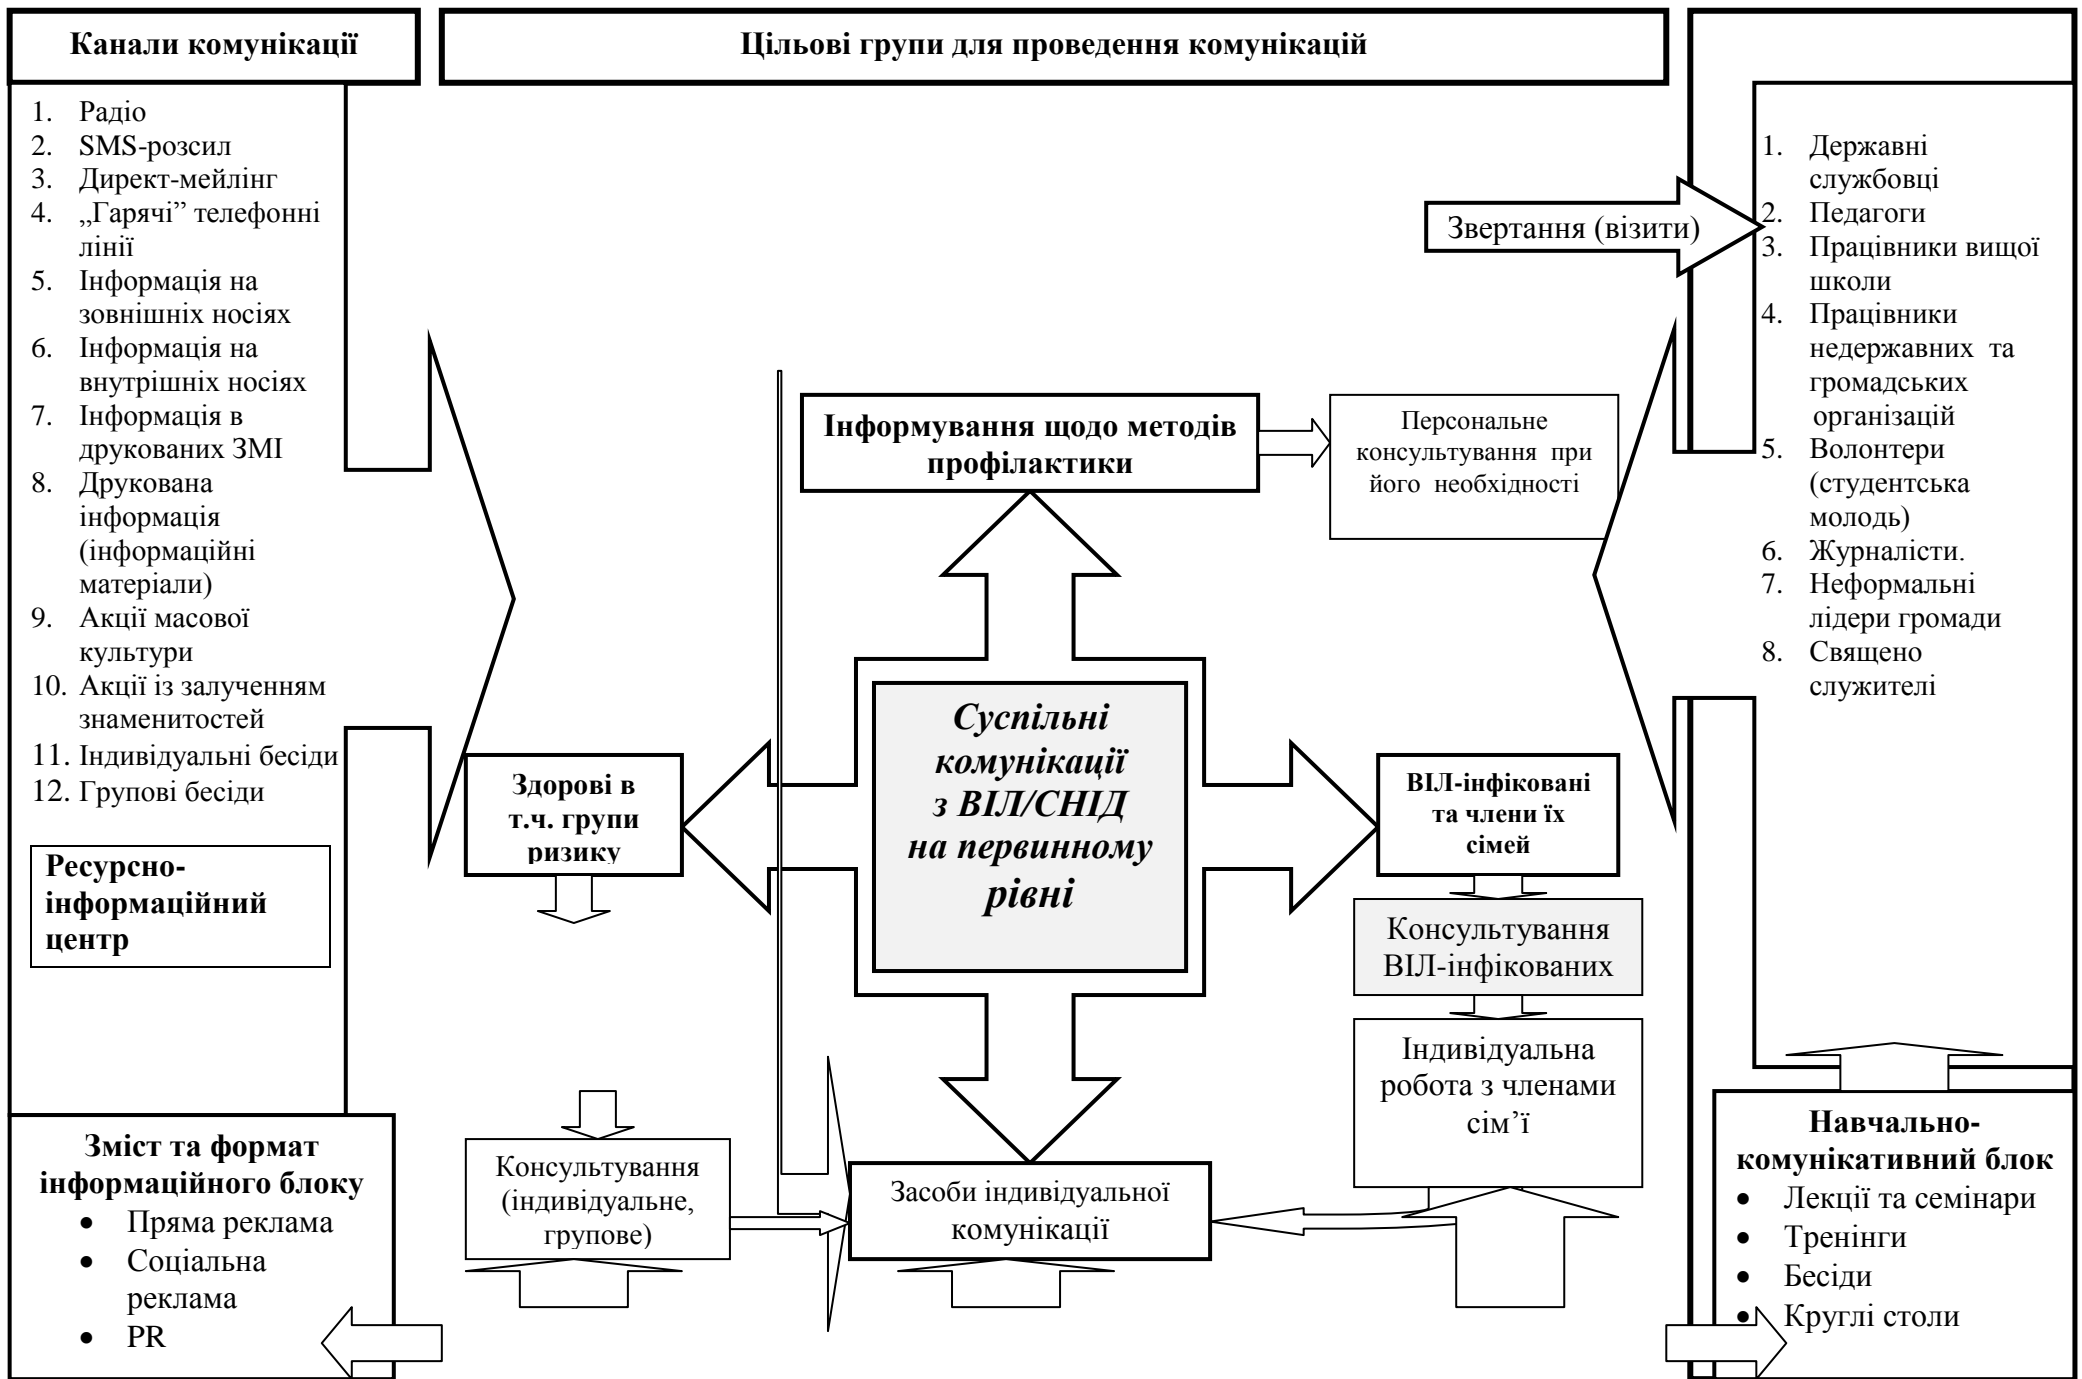 Канали комунікації
Цільові групи для проведення комунікацій
1. Радіо
2. SMS-розсил
3. Директ-мейлінг
4. „Гарячі” телефонні
лінії
5. Інформація на
зовнішніх носіях
6. Інформація на
внутрішніх носіях
7. Інформація в
друкованих ЗМІ
8. Друкована
інформація
(інформаційні
матеріали)
9. Акції масової
культури
10. Акції із залученням
знаменитостей
11. Індивідуальні бесіди
12. Групові бесіди
Ресурсно-
інформаційний
центр
Зміст та формат
інформаційного блоку
• Пряма реклама
• Соціальна
реклама
• PR
Інформування щодо методів
профілактики
Персональне
консультування при
його необхідності
Звертання (візити)
Суспільні
комунікації
з ВІЛ/СНІД
на первинному
рівні
Здорові в
т.ч. групи
ризику
Консультування
(індивідуальне,
групове)
Засоби індивідуальної
комунікації
ВІЛ-інфіковані
та члени їх
сімей
Консультування
ВІЛ-інфікованих
Індивідуальна
робота з членами
сім’ї
1. Державні
службовці
2. Педагоги
3. Працівники вищої
школи
4. Працівники
недержавних та
громадських
організацій
5. Волонтери
(студентська
молодь)
6. Журналісти.
7. Неформальні
лідери громади
8. Священо
служителі
Навчально-
комунікативний блок
• Лекції та семінари
• Тренінги
• Бесіди
• Круглі столи